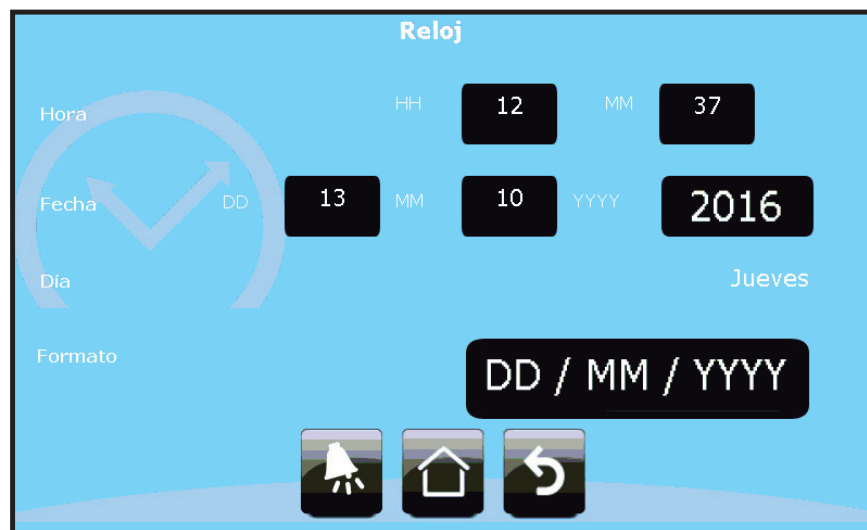 Reloj
Hora HH 12 MM 37
Fecha DD 13 MM 10 YYYY 2016
Día Jueves
Formato DD / MM / YYYY